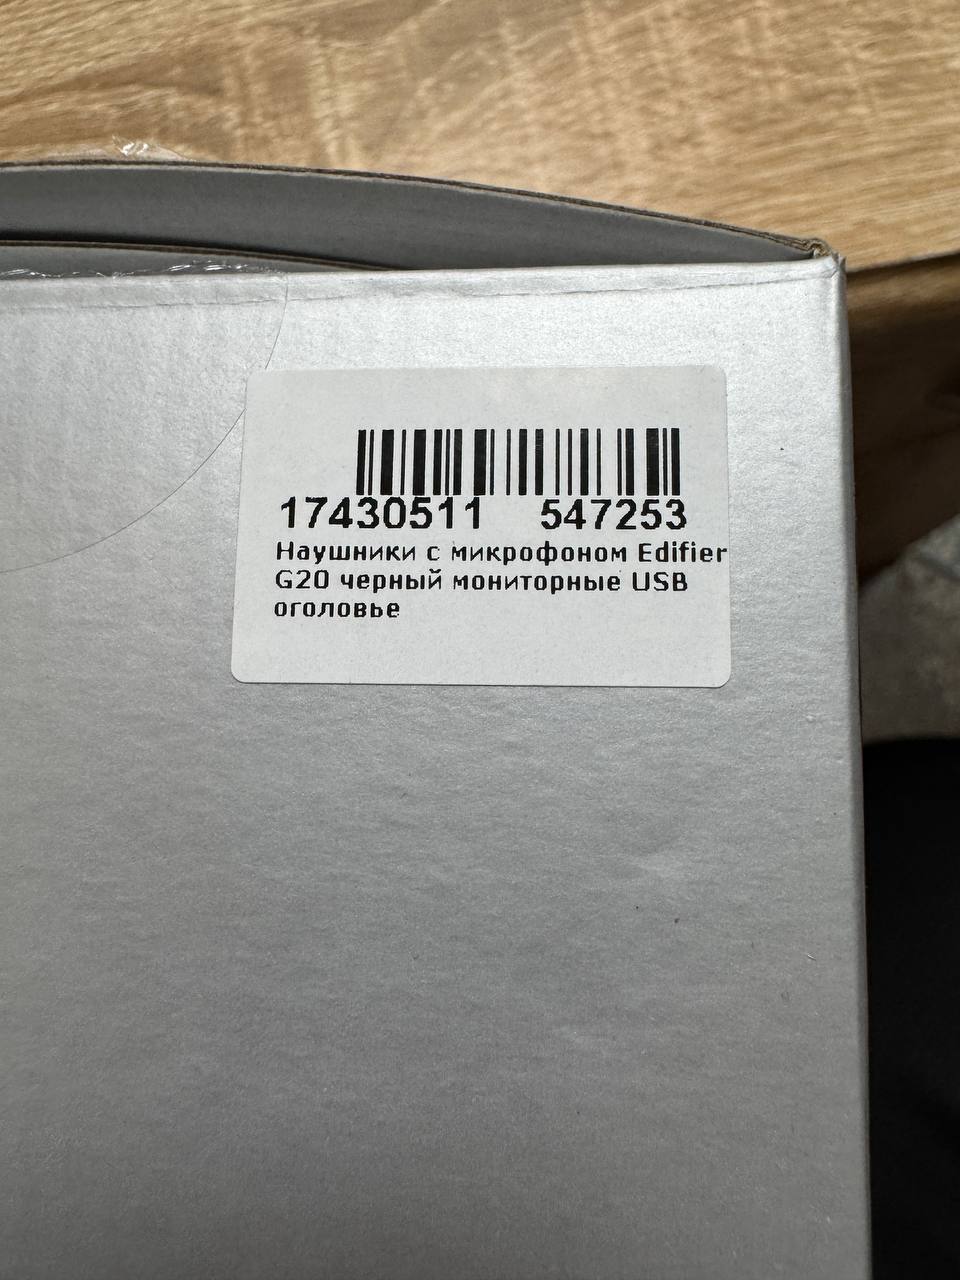 17430511 547253
Наушники с микрофоном Edifier
G20 черный мониторные USB
оголовье